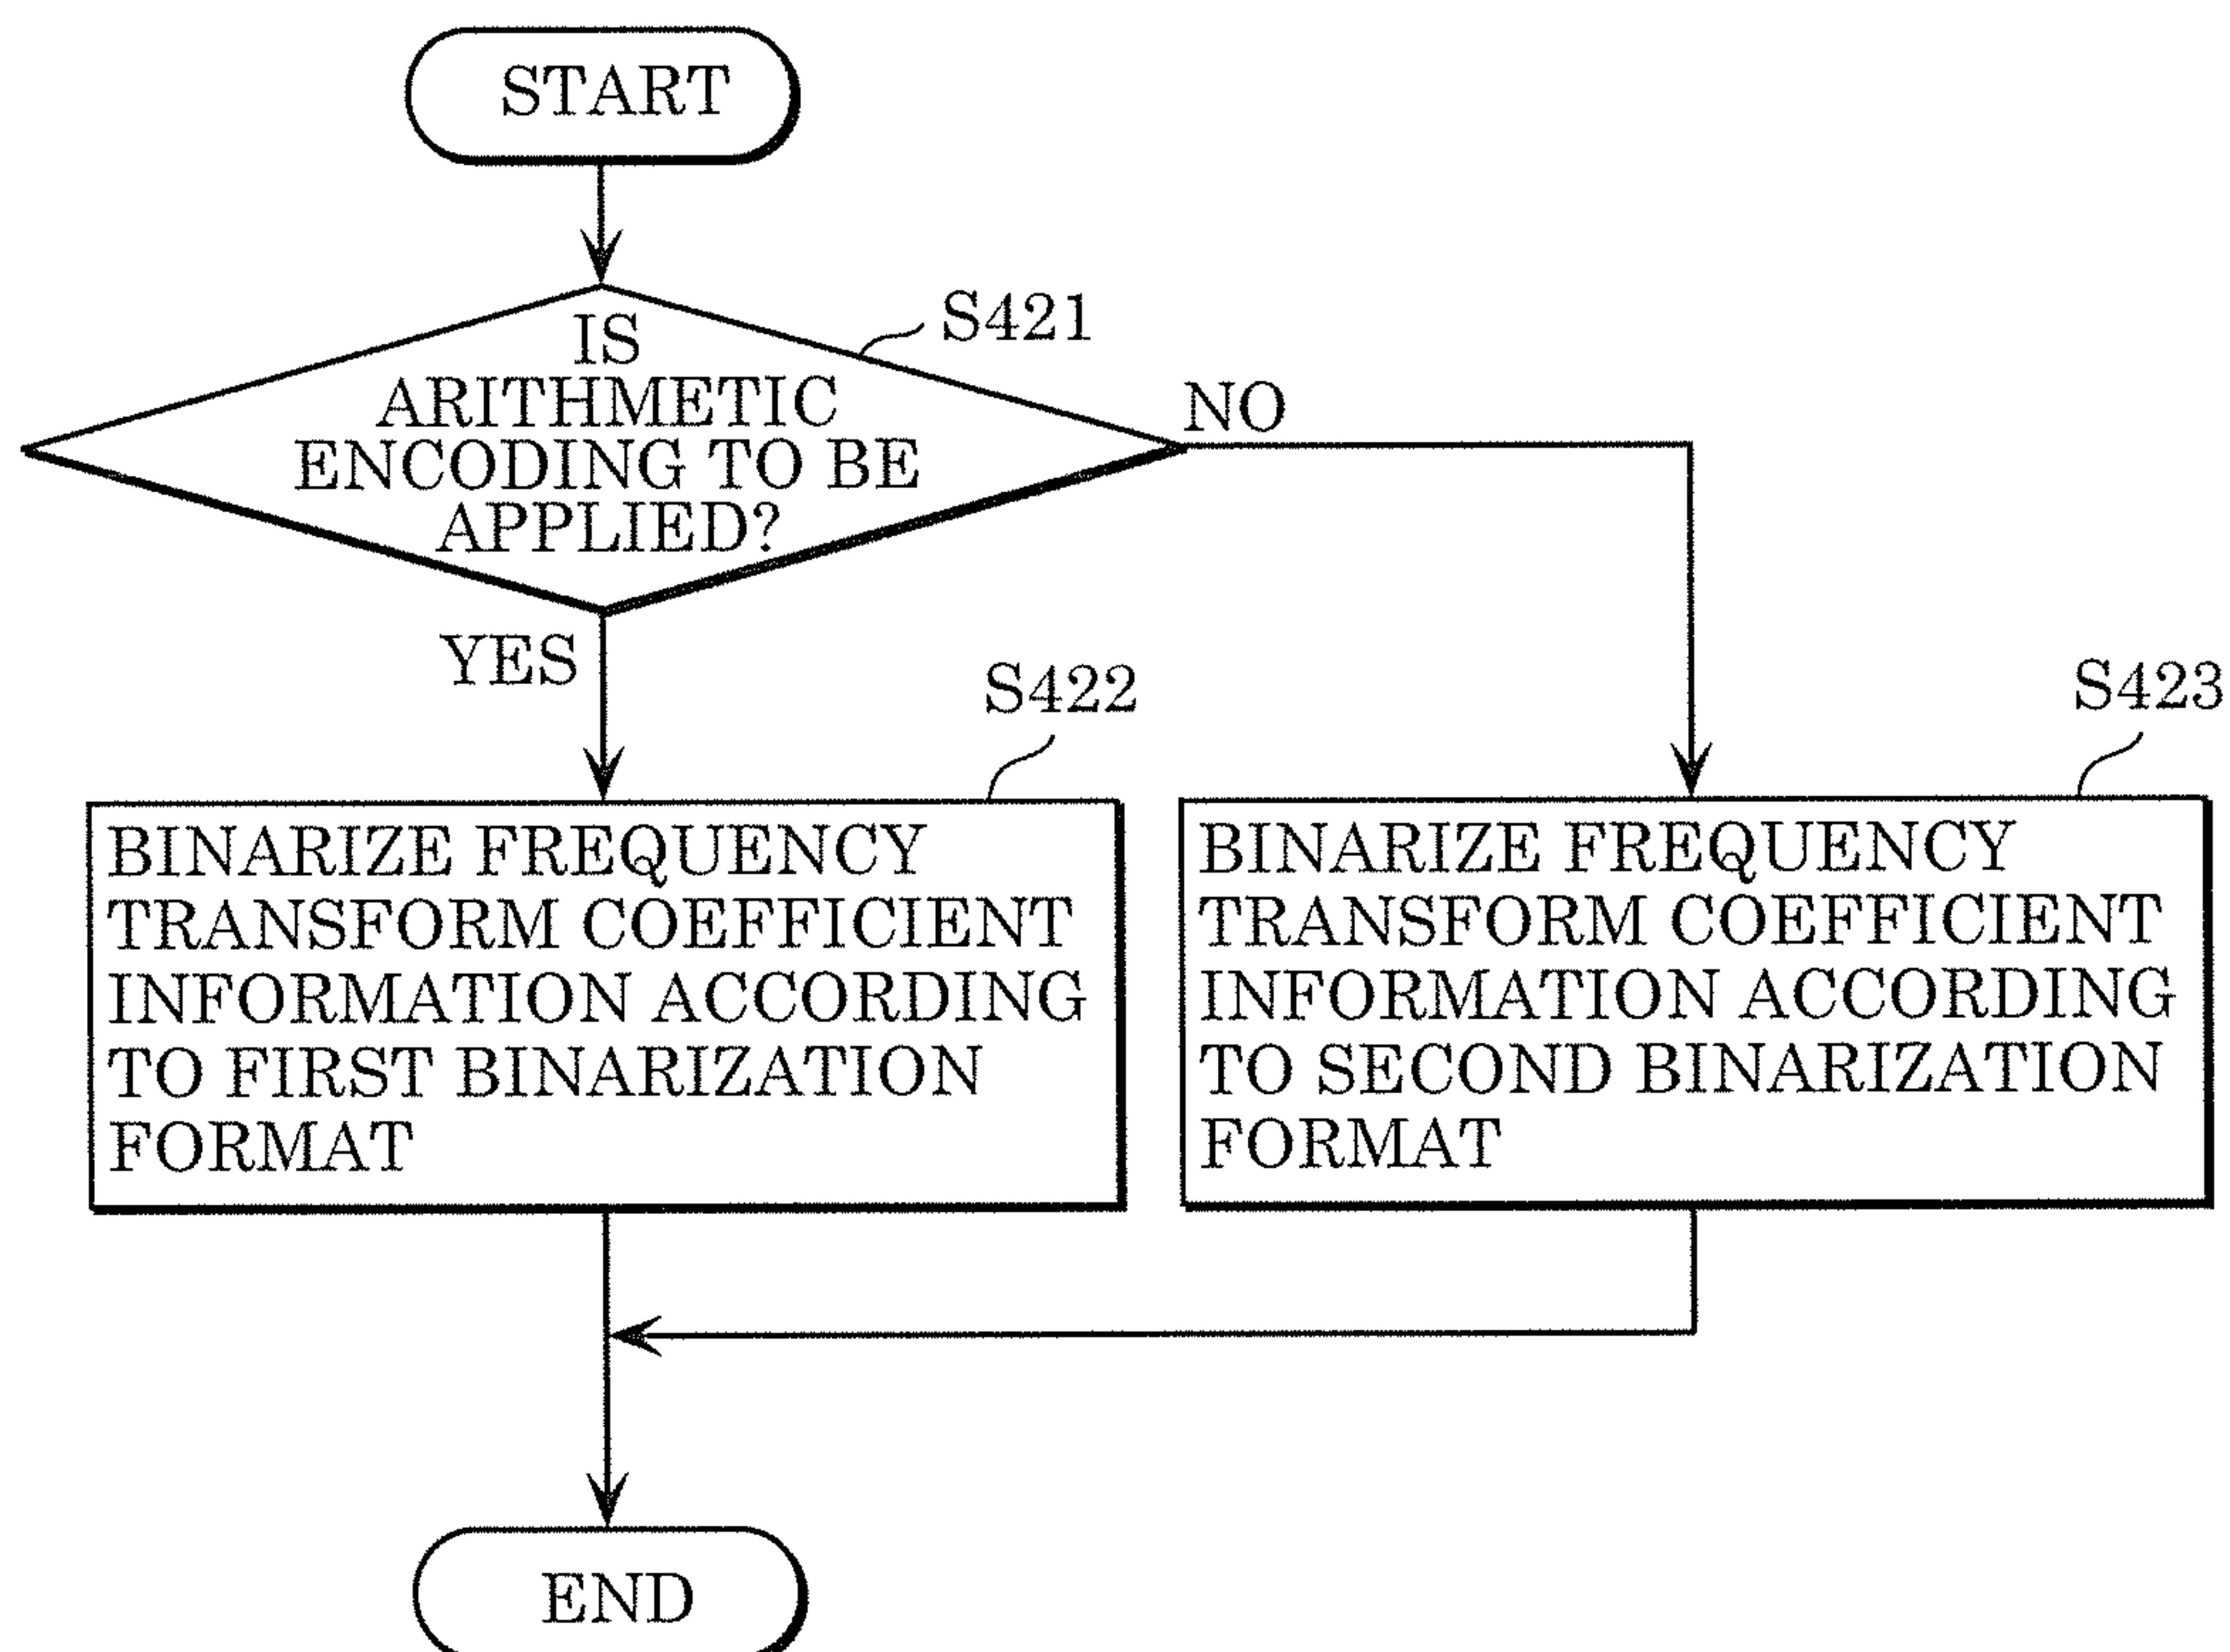 START
S421
IS
ARITHMETIC
ENCODING TO BE
APPLIED?
NO
YES
S422
BINARIZE FREQUENCY
TRANSFORM COEFFICIENT
INFORMATION ACCORDING
TO FIRST BINARIZATION
FORMAT
S423
BINARIZE FREQUENCY
TRANSFORM COEFFICIENT
INFORMATION ACCORDING
TO SECOND BINARIZATION
FORMAT
END